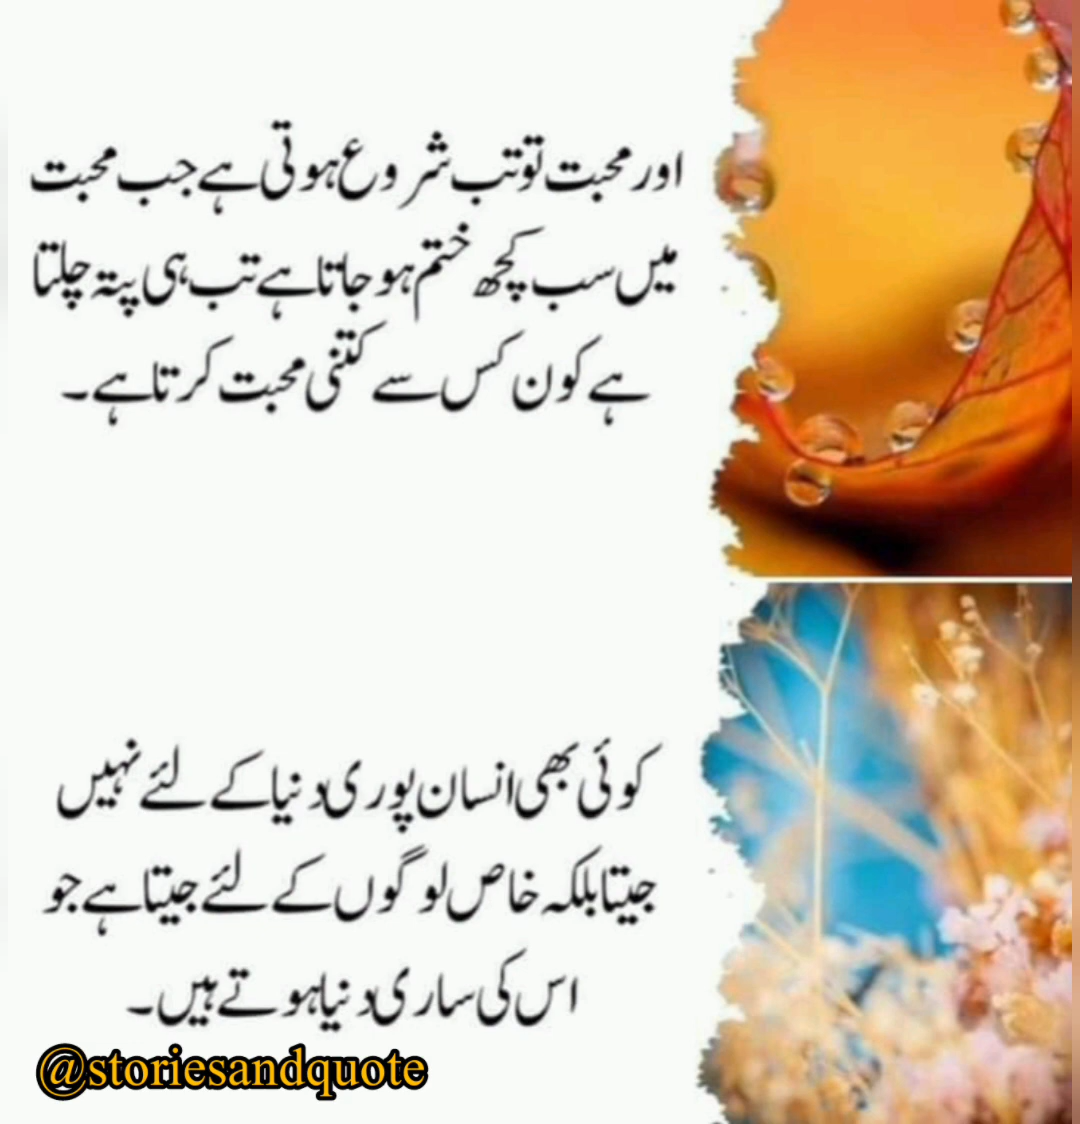 اور محبت تو تب شروع ہوتی ہے جب محبت
میں سب کچھ ختم ہو جاتا ہے تب ہی پتہ چلتا
ہے کون کس سے کتنی محبت کرتا ہے۔
کوئی بھی انسان پوری دنیا کے لئے نہیں
جیتا بلکہ خاص لوگوں کے لئے جیتا ہے جو
اس کی ساری دنیا ہوتے ہیں۔
@storiesandquote